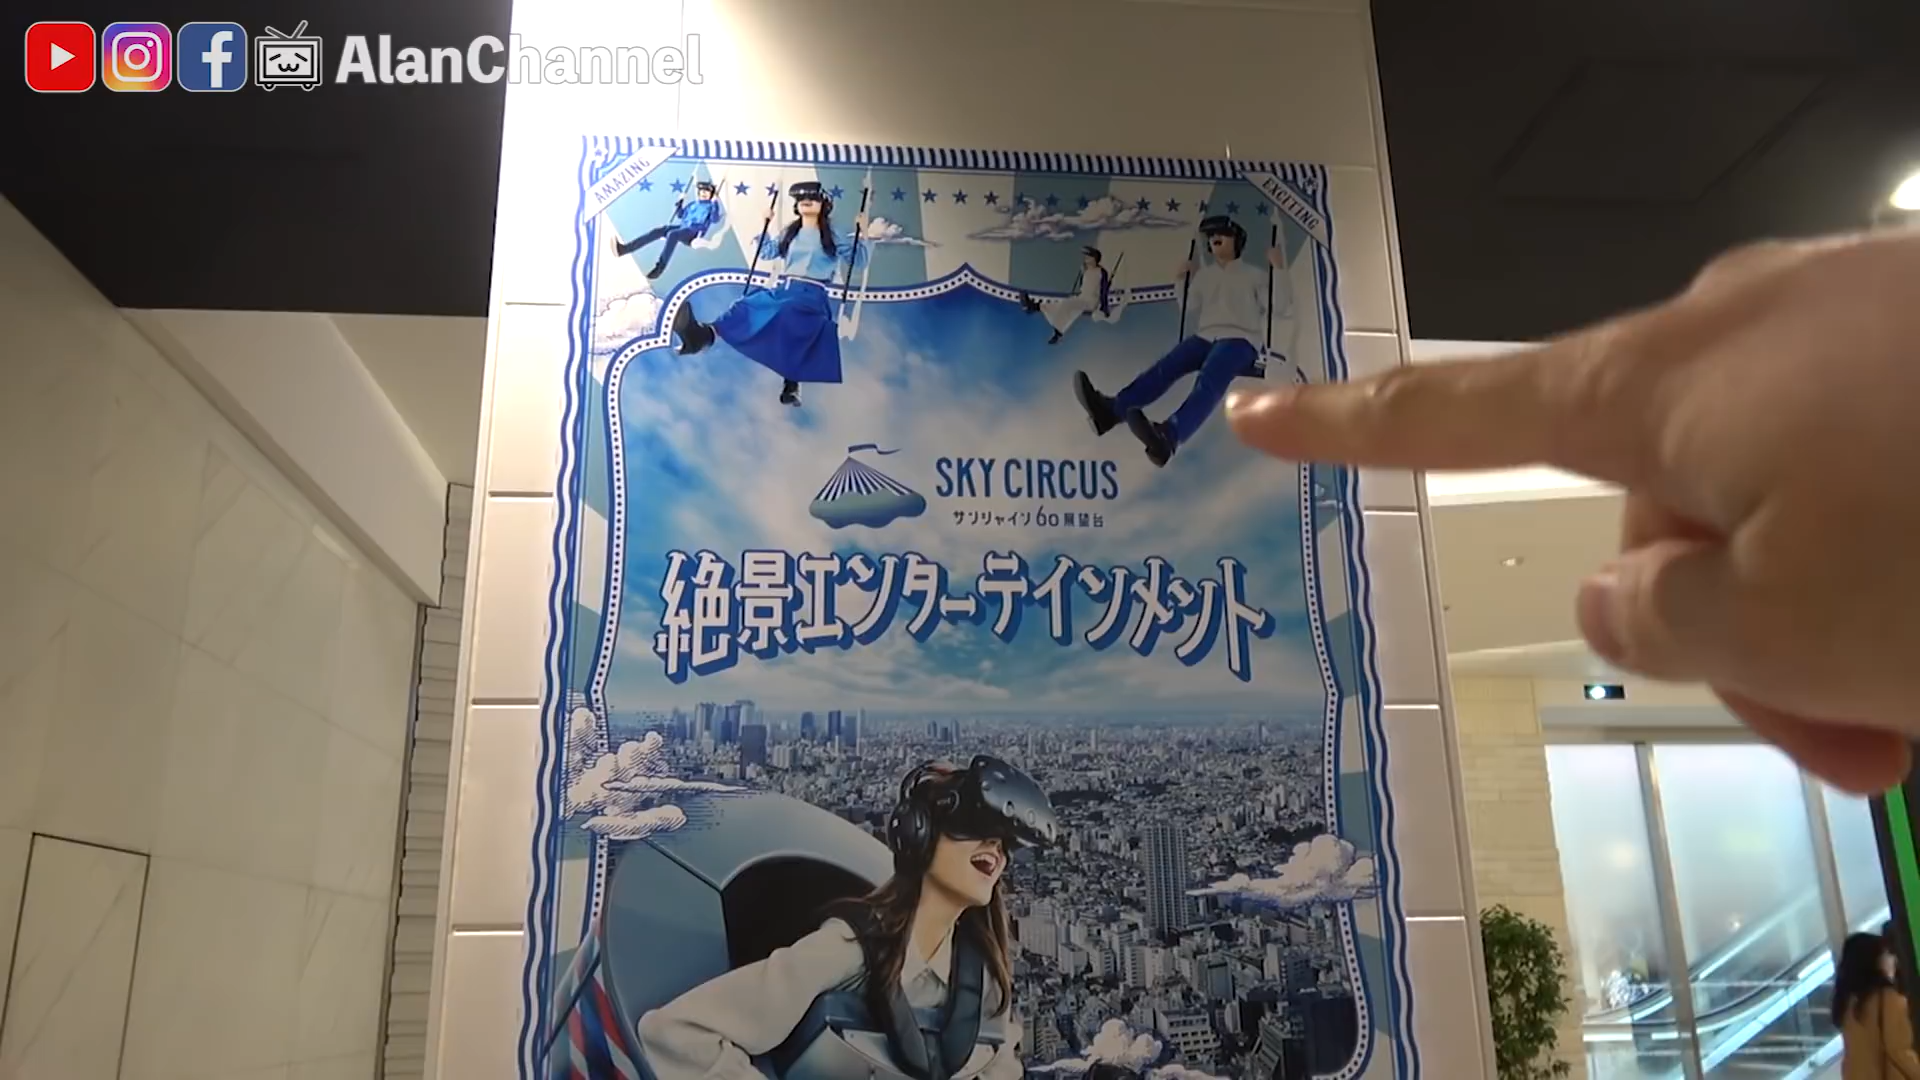 AlanChannel
AMAZING
EXCITING
SKY CIRCUS
サンシャイン60展望台
絶景エンターテインメント